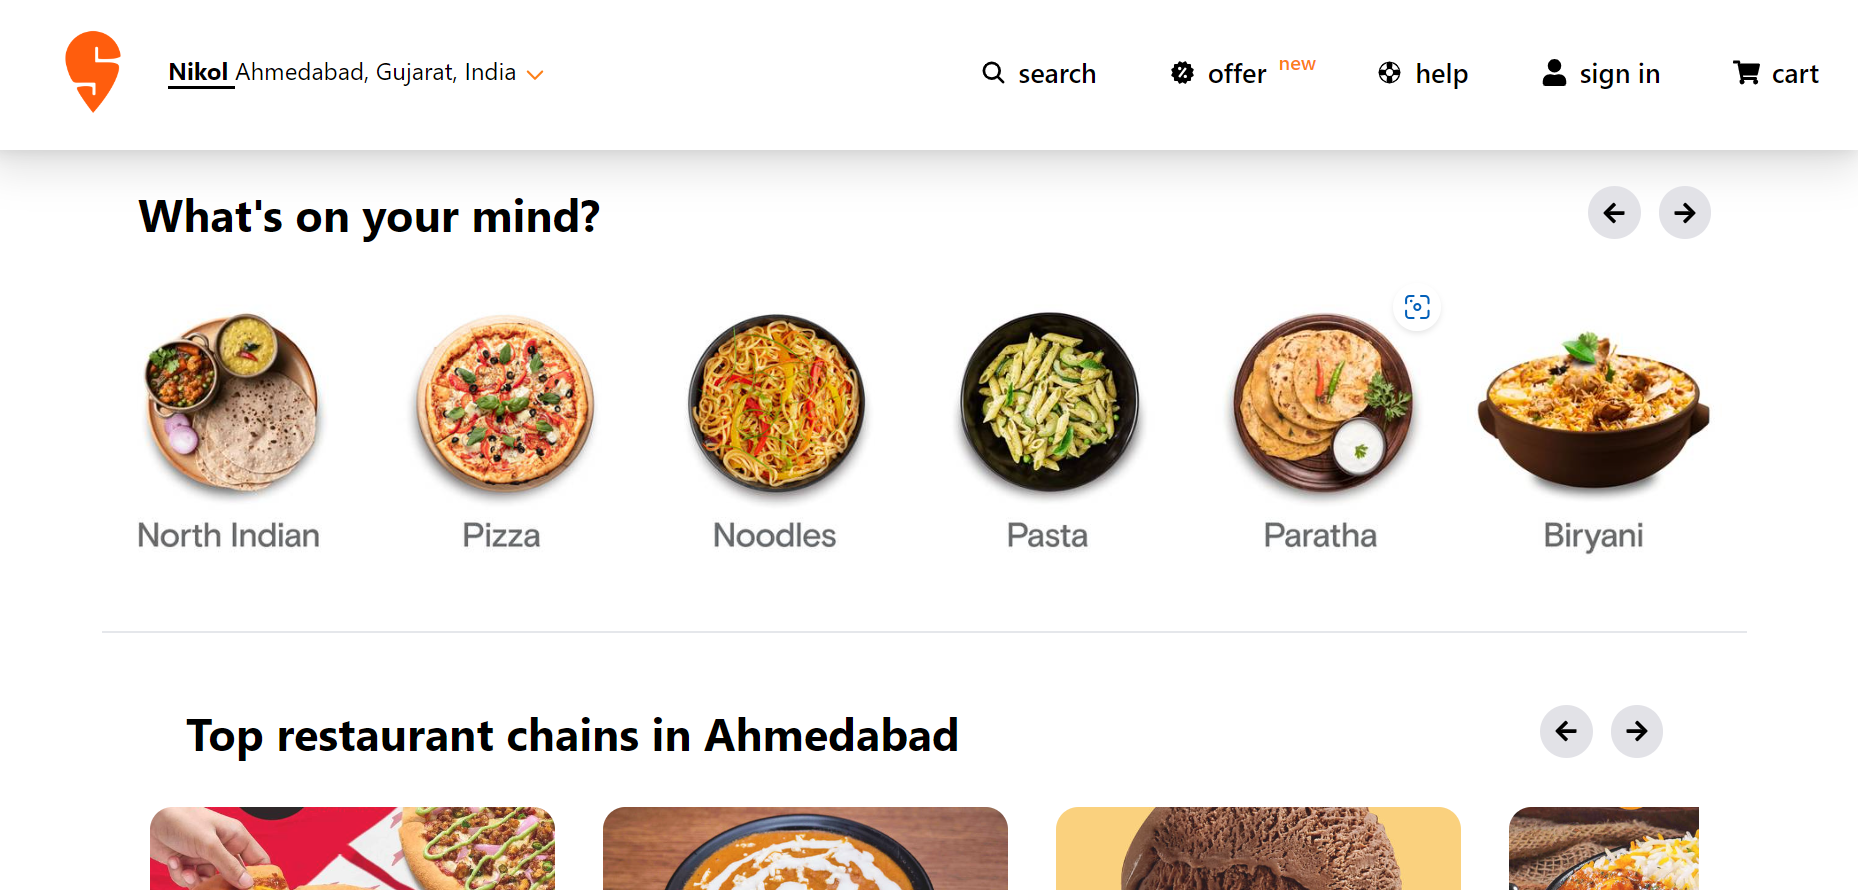 Nikol Ahmedabad, Gujarat, India
search
offer new
help
sign in
cart
What's on your mind?
North Indian
Pizza
Noodles
Pasta
Paratha
Biryani
Top restaurant chains in Ahmedabad